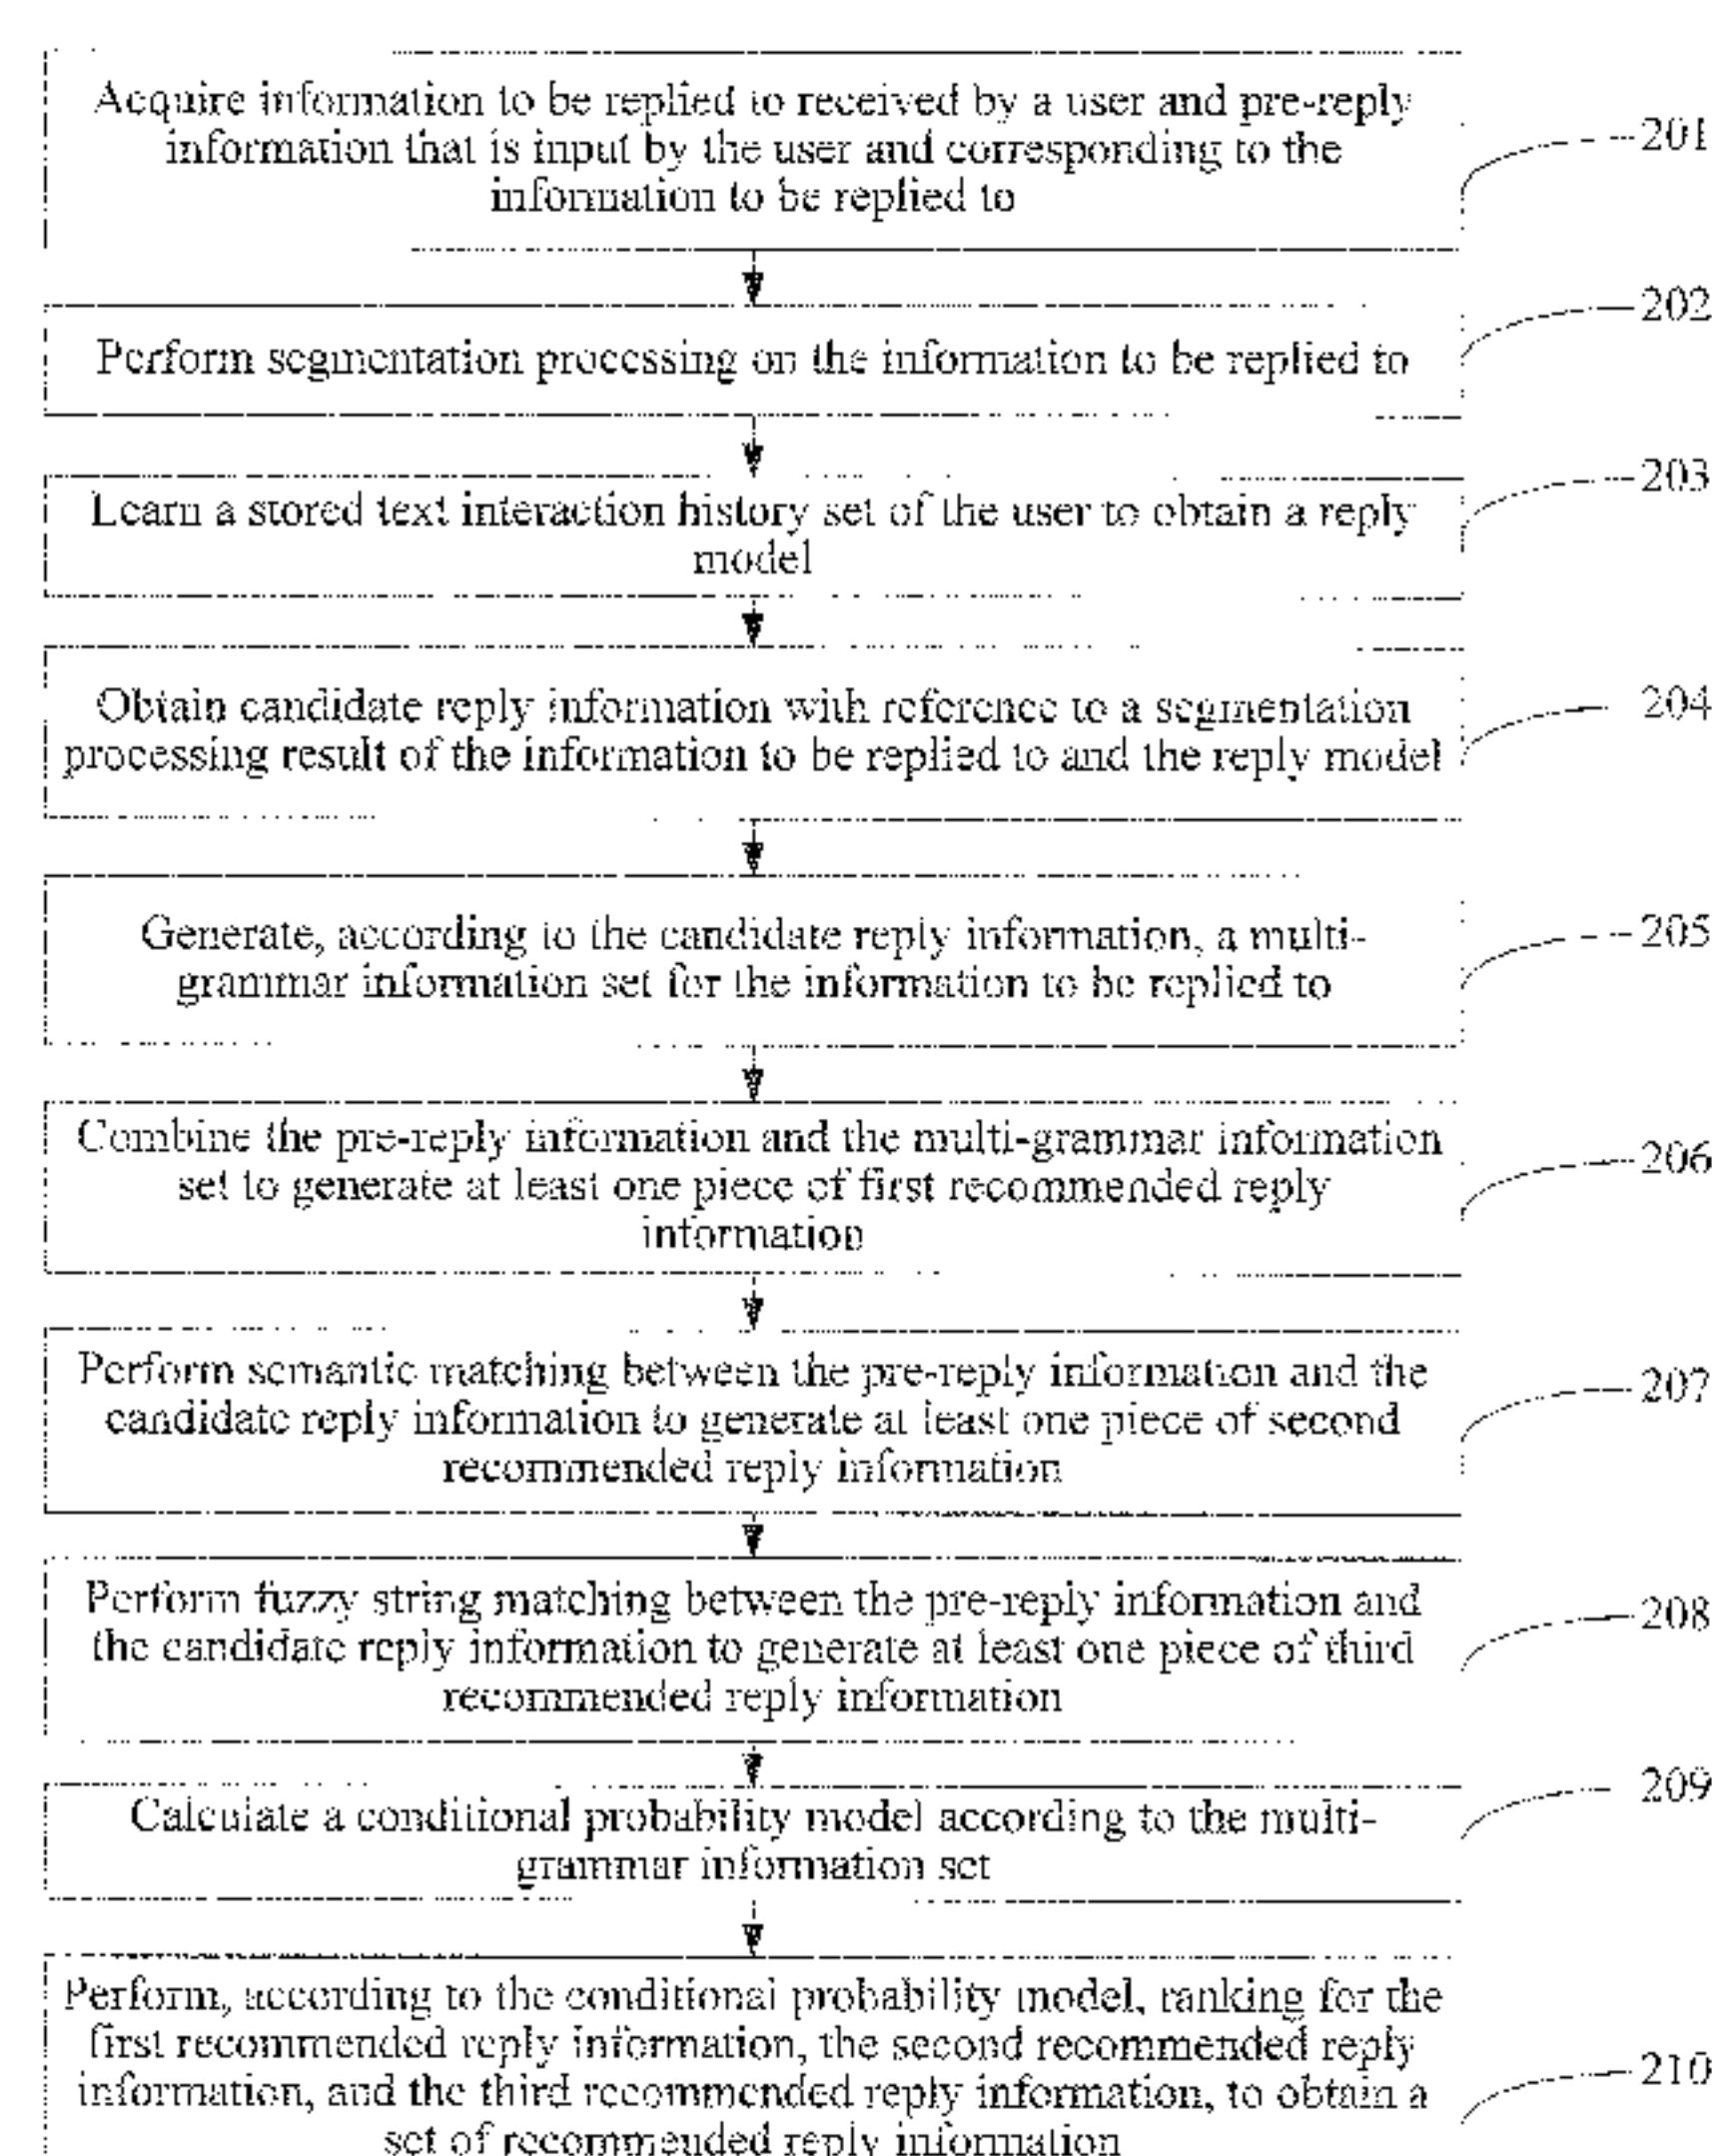 Acquire information to be replied to received by a user and pre-reply
information that is input by the user and corresponding to the
information to be replied to
201
Perform segmentation processing on the information to be replied to
202
Learn a stored text interaction history set of the user to obtain a reply
model
203
Obtain candidate reply information with reference to a segmentation
processing result of the information to be replied to and the reply model
204
Generate, according to the candidate reply information, a multi-
grammar information set for the information to be replied to
205
Combine the pre-reply information and the multi-grammar information
set to generate at least one piece of first recommended reply
information
206
Perform semantic matching between the pre-reply information and the
candidate reply information to generate at least one piece of second
recommended reply information
207
Perform fuzzy string matching between the pre-reply information and
the candidate reply information to generate at least one piece of third
recommended reply information
208
Calculate a conditional probability model according to the multi-
grammar information set
209
Perform, according to the conditional probability model, ranking for the
first recommended reply information, the second recommended reply
information, and the third recommended reply information, to obtain a
set of recommended reply information
210